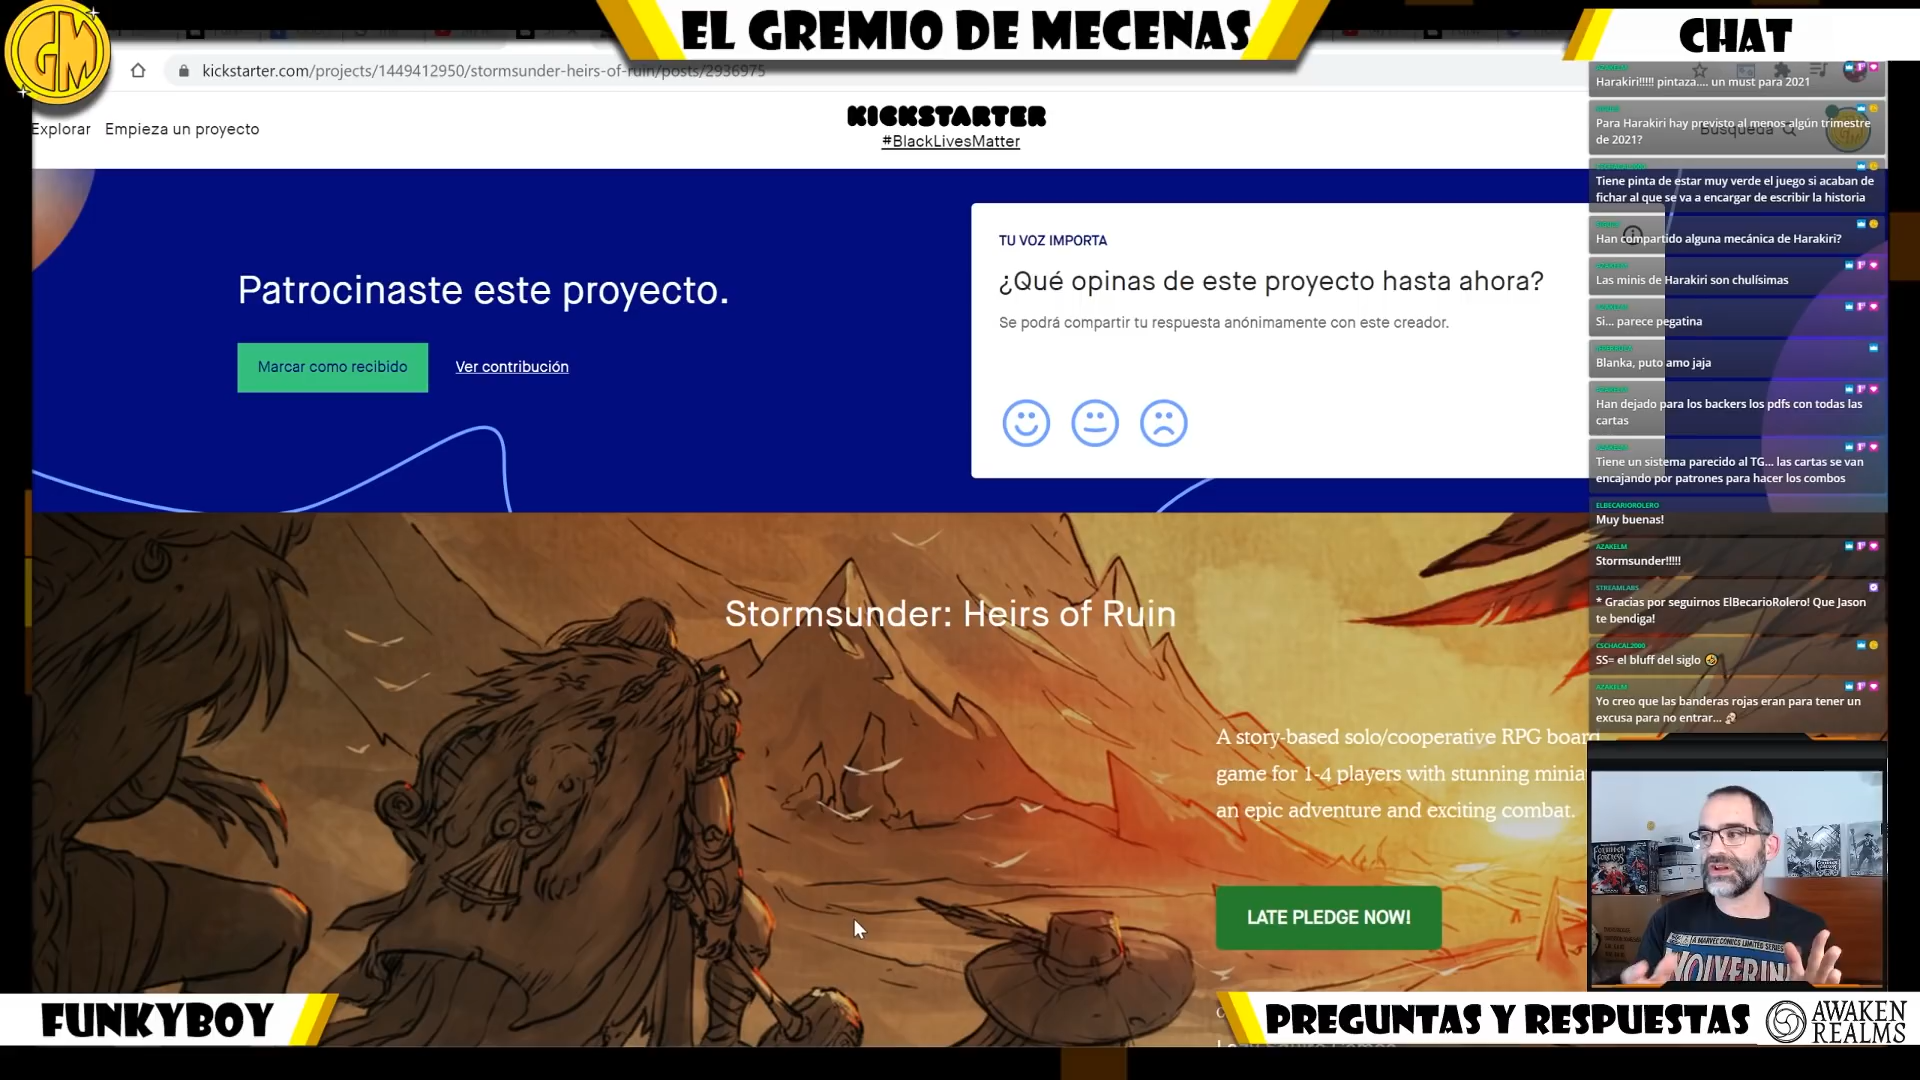 EL GREMIO DE MECENAS
CHAT
GM
kickstarter.com/projects/1449412950/stormsunder-heirs-of-ruin/posts/2936975
Explorar
Empieza un proyecto
KICKSTARTER
#BlackLivesMatter
Búsqueda
Patrocinaste este proyecto.
Marcar como recibido
Ver contribución
TU VOZ IMPORTA
¿Qué opinas de este proyecto hasta ahora?
Se podrá compartir tu respuesta anónimamente con este creador.
Stormsunder: Heirs of Ruin
A story-based solo/cooperative RPG board
game for 1-4 players with stunning minia
an epic adventure and exciting combat.
LATE PLEDGE NOW!
Harakiri!!!!! pintaza.... un must para 2021
Para Harakiri hay previsto al menos algún trimestre
de 2021?
Tiene pinta de estar muy verde el juego si acaban de
fichar al que se va a encargar de escribir la historia
Han compartido alguna mecánica de Harakiri?
Las minis de Harakiri son chulísimas
Si... parece pegatina
Blanka, puto amo jaja
Han dejado para los backers los pdfs con todas las
cartas
Tiene un sistema parecido al TG... las cartas se van
encajando por patrones para hacer los combos
ELBECARIOROLERO
Muy buenas!
AZAKELM
Stormsunder!!!!!
STREAMLABS
* Gracias por seguirnos ElBecarioRolero! Que Jason
te bendiga!
CSCHACAL2000
SS= el bluff del siglo
AZAKELM
Yo creo que las banderas rojas eran para tener un
excusa para no entrar...
FORBIDDEN
FORTRESS
A MARVEL COMICS LIMITED SERIES
WOLVERINE
FUNKYBOY
PREGUNTAS Y RESPUESTAS
AWAKEN
REALMS